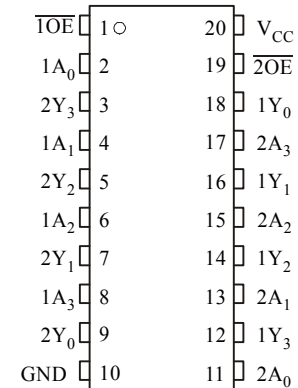 1OE 1 20 VCC
1A0 2 19 2OE
2Y3 3 18 1Y0
1A1 4 17 2A3
2Y2 5 16 1Y1
1A2 6 15 2A2
2Y1 7 14 1Y2
1A3 8 13 2A1
2Y0 9 12 1Y3
GND 10 11 2A0